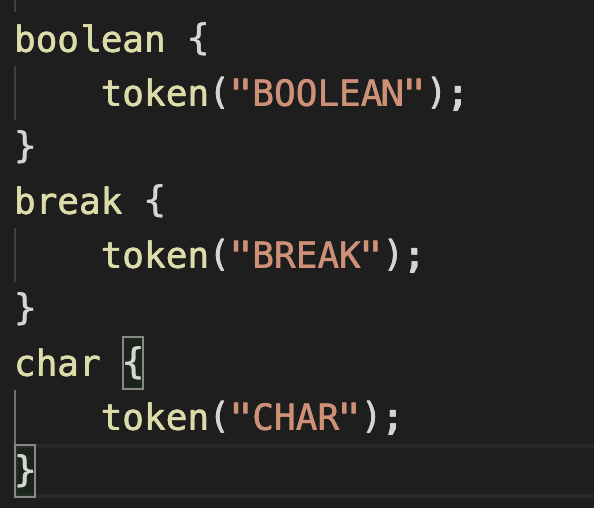 boolean {
    token("BOOLEAN");
}
break {
    token("BREAK");
}
char {
    token("CHAR");
}